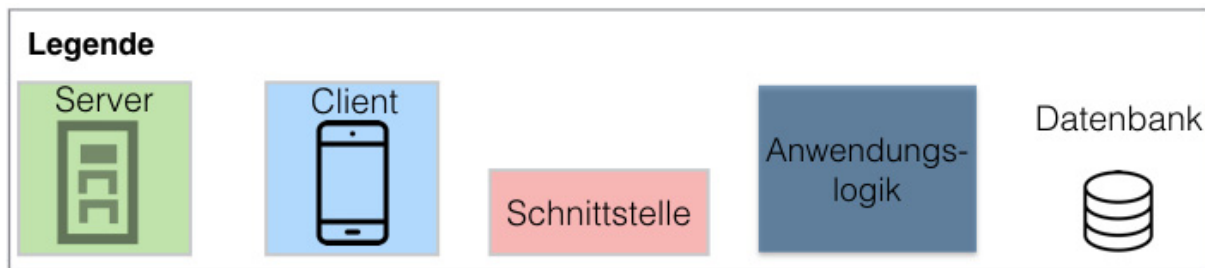 Legende
Server
Client
Schnittstelle
Anwendungs-
logik
Datenbank